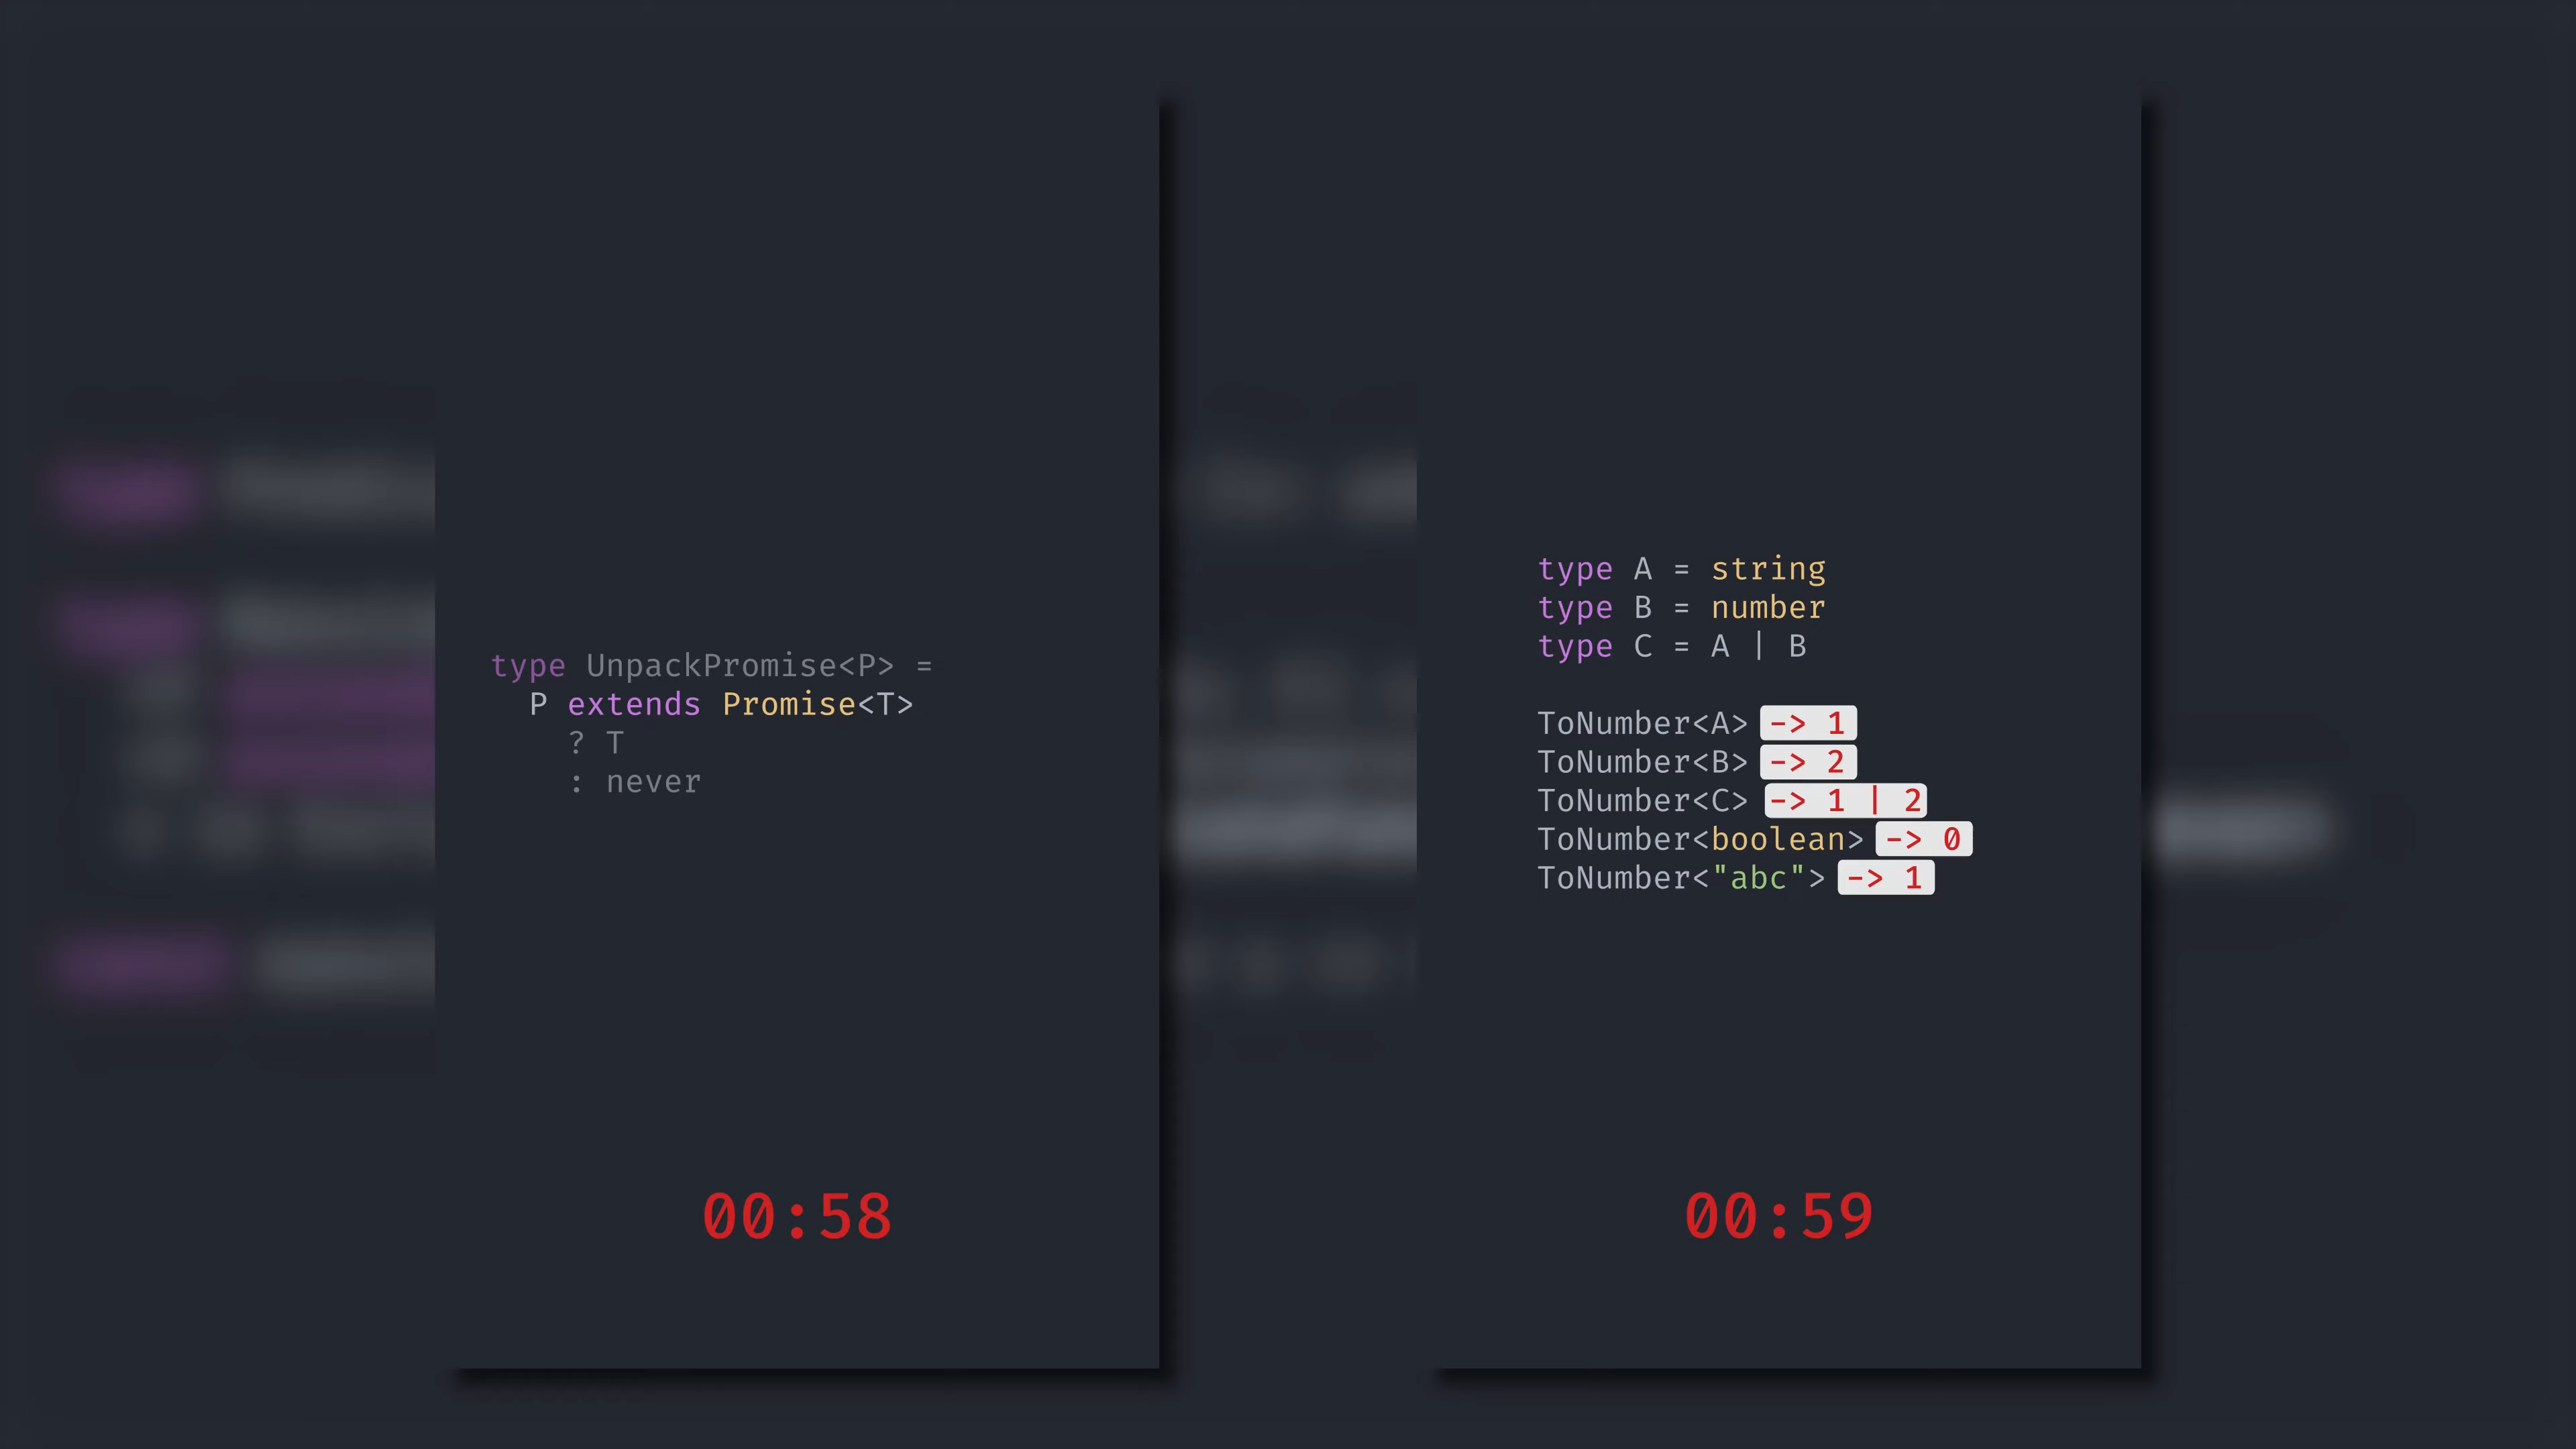 type UnpackPromise<P> =
P extends Promise<T>
? T
: never
00:58
type A = string
type B = number
type C = A | B
ToNumber<A> -> 1
ToNumber<B> -> 2
ToNumber<C> -> 1 | 2
ToNumber<boolean> -> 0
ToNumber<"abc"> -> 1
00:59